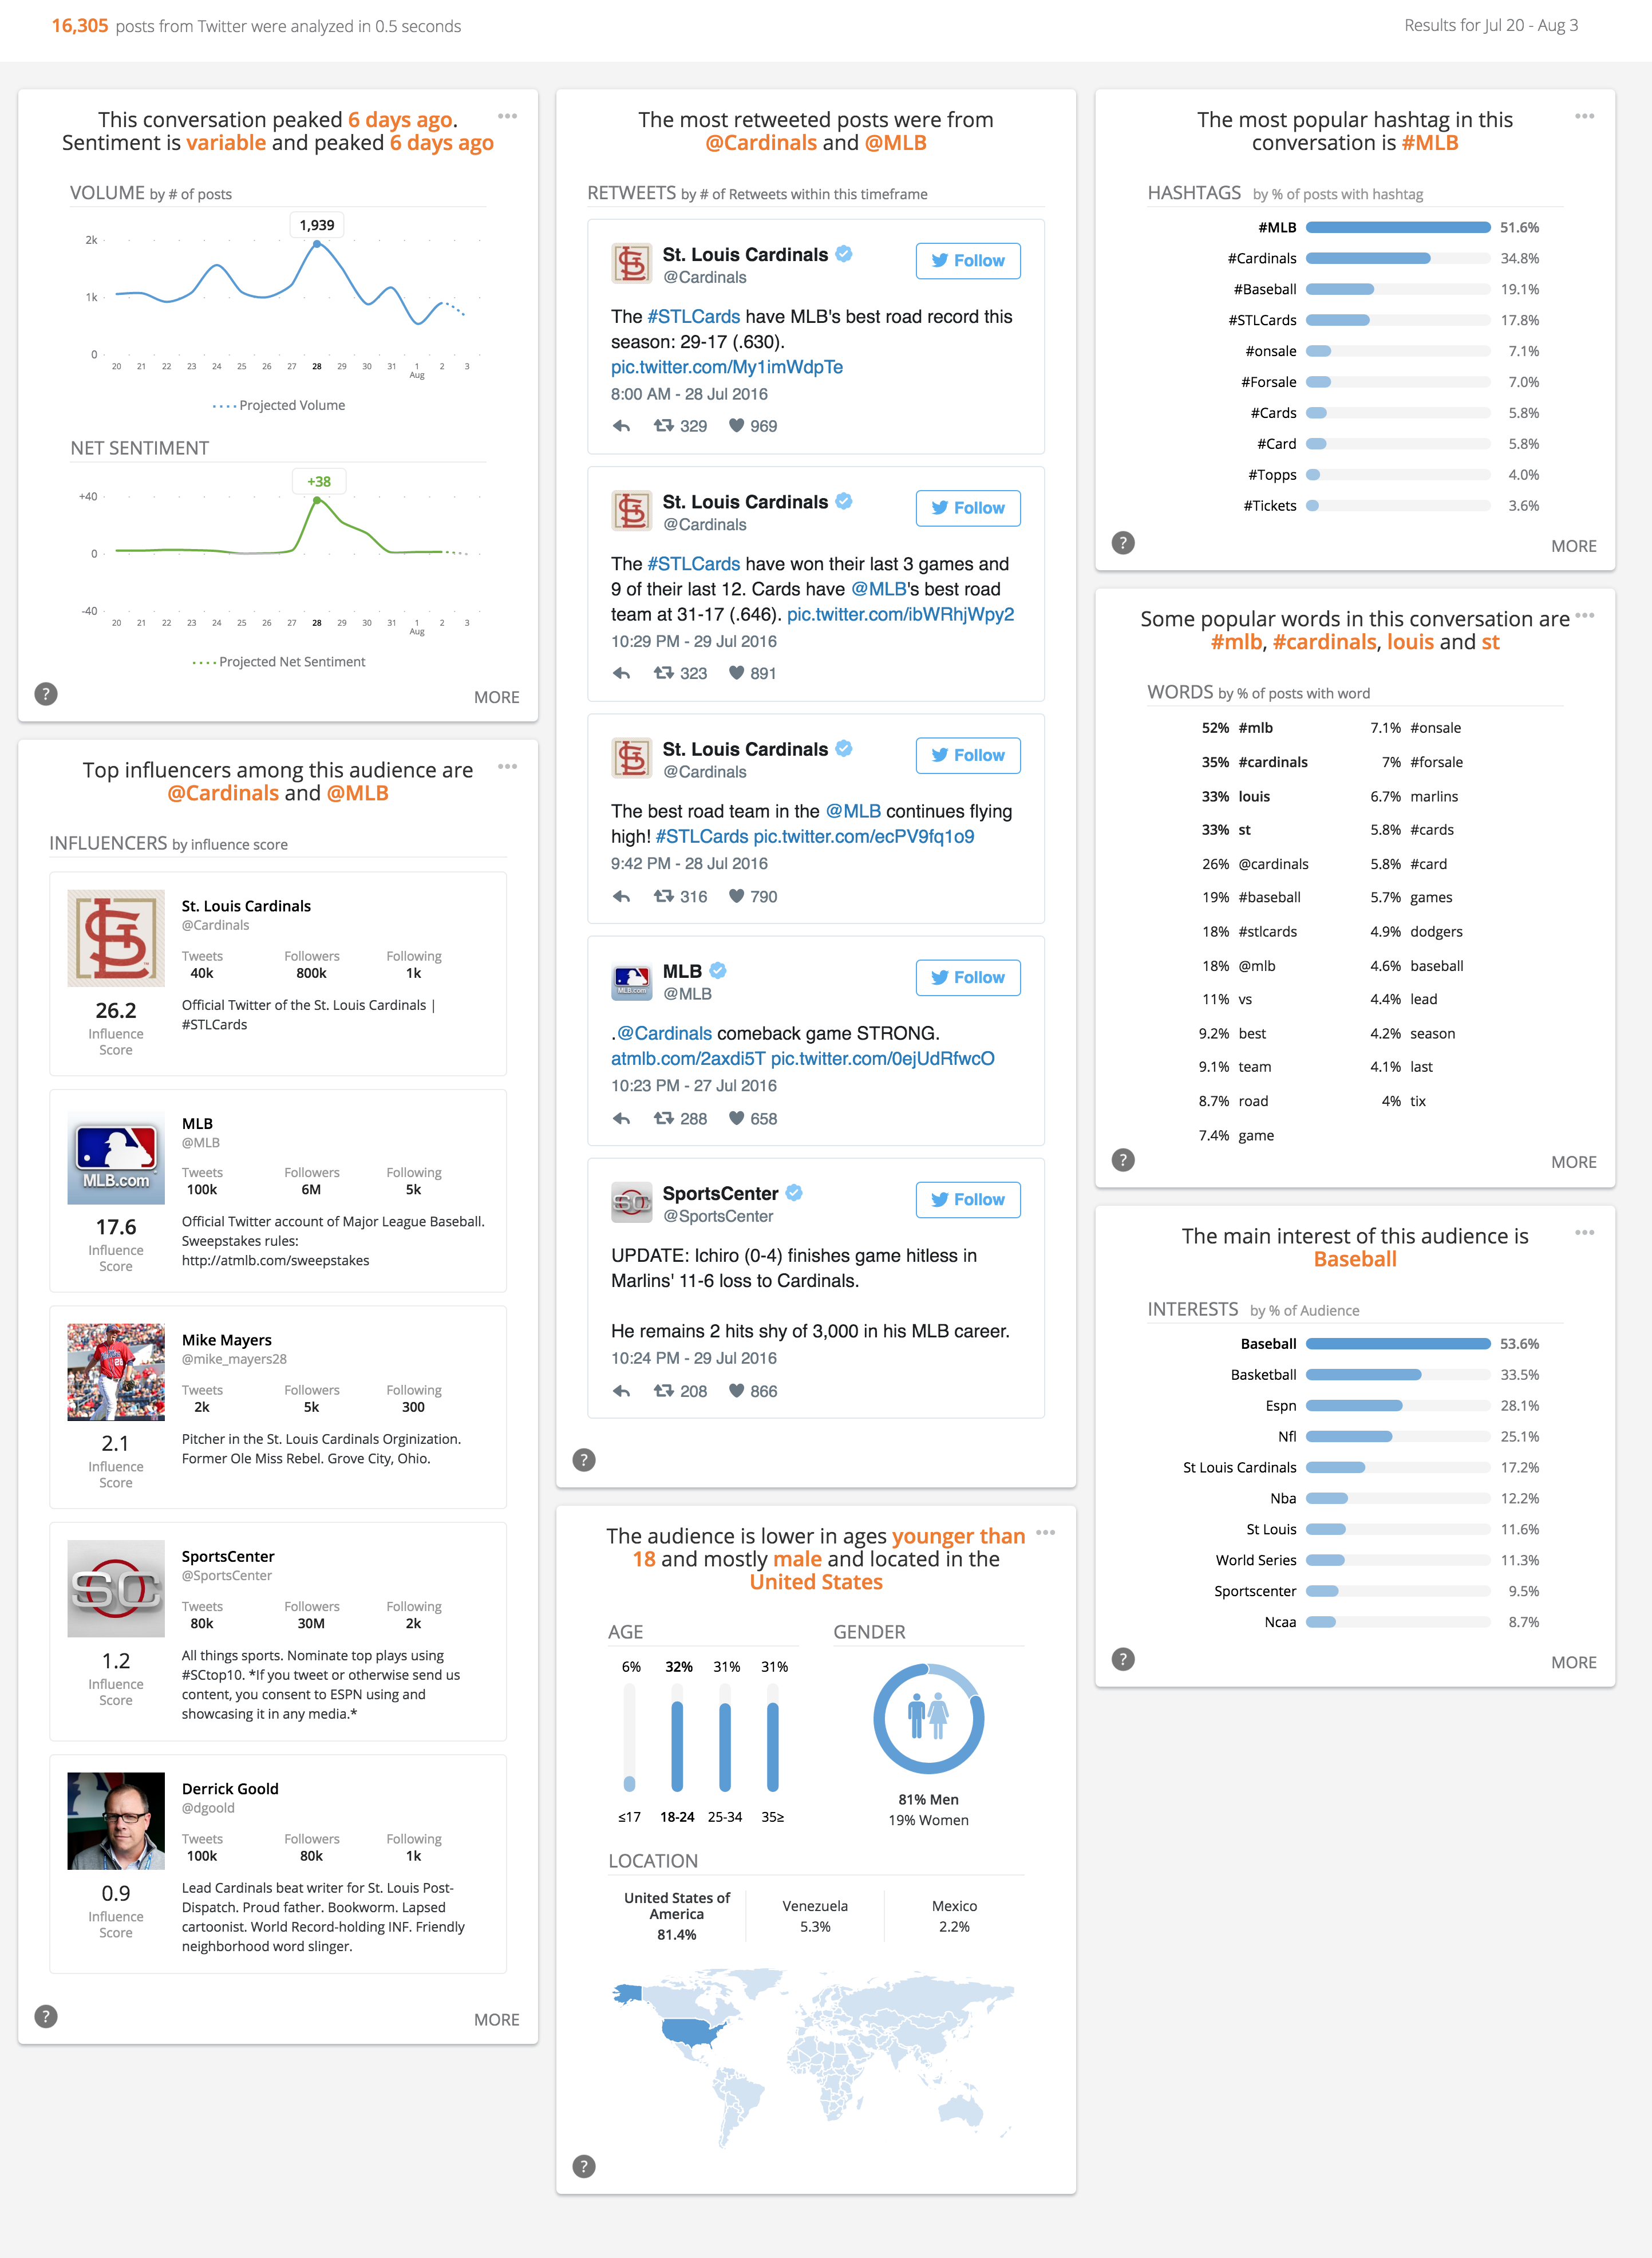 16,305 posts from Twitter were analyzed in 0.5 seconds
Results for Jul 20 - Aug 3
This conversation peaked 6 days ago.
Sentiment is variable and peaked 6 days ago
VOLUME by # of posts
1,939
2k
1k
0
20 21 22 23 24 25 26 27 28 29 30 31 1 2 3
Aug
Projected Volume
NET SENTIMENT
+38
+40
0
-40
20 21 22 23 24 25 26 27 28 29 30 31 1 2 3
Aug
Projected Net Sentiment
?
MORE
Top influencers among this audience are
@Cardinals and @MLB
INFLUENCERS by influence score
St. Louis Cardinals
@Cardinals
Tweets Followers Following
40k 800k 1k
26.2
Influence
Score
Official Twitter of the St. Louis Cardinals |
#STLCards
MLB
@MLB
MLB.com
Tweets Followers Following
100k 6M 5k
17.6
Influence
Score
Official Twitter account of Major League Baseball.
Sweepstakes rules:
http://atmlb.com/sweepstakes
Mike Mayers
@mike_mayers28
Tweets Followers Following
2k 5k 300
2.1
Influence
Score
Pitcher in the St. Louis Cardinals Orginization.
Former Ole Miss Rebel. Grove City, Ohio.
SportsCenter
@SportsCenter
SC
Tweets Followers Following
80k 30M 2k
1.2
Influence
Score
All things sports. Nominate top plays using
#SCtop10. *If you tweet or otherwise send us
content, you consent to ESPN using and
showcasing it in any media.*
Derrick Goold
@dgoold
Tweets Followers Following
100k 80k 1k
0.9
Influence
Score
Lead Cardinals beat writer for St. Louis Post-
Dispatch. Proud father. Bookworm. Lapsed
cartoonist. World Record-holding INF. Friendly
neighborhood word slinger.
?
MORE
The most retweeted posts were from
@Cardinals and @MLB
RETWEETS by # of Retweets within this timeframe
St. Louis Cardinals
@Cardinals
Follow
The #STLCards have MLB's best road record this
season: 29-17 (.630).
pic.twitter.com/My1imWdpTe
8:00 AM - 28 Jul 2016
329 969
St. Louis Cardinals
@Cardinals
Follow
The #STLCards have won their last 3 games and
9 of their last 12. Cards have @MLB's best road
team at 31-17 (.646). pic.twitter.com/ibWRhjWpy2
10:29 PM - 29 Jul 2016
323 891
St. Louis Cardinals
@Cardinals
Follow
The best road team in the @MLB continues flying
high! #STLCards pic.twitter.com/ecPV9fq1o9
9:42 PM - 28 Jul 2016
316 790
MLB
@MLB
MLB.com
Follow
.@Cardinals comeback game STRONG.
atmlb.com/2axdi5T pic.twitter.com/0ejUdRfwcO
10:23 PM - 27 Jul 2016
288 658
SportsCenter
@SportsCenter
SC
Follow
UPDATE: Ichiro (0-4) finishes game hitless in
Marlins' 11-6 loss to Cardinals.
He remains 2 hits shy of 3,000 in his MLB career.
10:24 PM - 29 Jul 2016
208 866
?
The audience is lower in ages younger than
18 and mostly male and located in the
United States
AGE
6% 32% 31% 31%
≤17 18-24 25-34 35≥
GENDER
81% Men
19% Women
LOCATION
United States of
America
81.4%
Venezuela
5.3%
Mexico
2.2%
?
The most popular hashtag in this
conversation is #MLB
HASHTAGS by % of posts with hashtag
#MLB 51.6%
#Cardinals 34.8%
#Baseball 19.1%
#STLCards 17.8%
#onsale 7.1%
#Forsale 7.0%
#Cards 5.8%
#Card 5.8%
#Topps 4.0%
#Tickets 3.6%
?
MORE
Some popular words in this conversation are
#mlb, #cardinals, louis and st
WORDS by % of posts with word
52% #mlb 7.1% #onsale
35% #cardinals 7% #forsale
33% louis 6.7% marlins
33% st 5.8% #cards
26% @cardinals 5.8% #card
19% #baseball 5.7% games
18% #stlcards 4.9% dodgers
18% @mlb 4.6% baseball
11% vs 4.4% lead
9.2% best 4.2% season
9.1% team 4.1% last
8.7% road 4% tix
7.4% game
?
MORE
The main interest of this audience is
Baseball
INTERESTS by % of Audience
Baseball 53.6%
Basketball 33.5%
Espn 28.1%
Nfl 25.1%
St Louis Cardinals 17.2%
Nba 12.2%
St Louis 11.6%
World Series 11.3%
Sportscenter 9.5%
Ncaa 8.7%
?
MORE